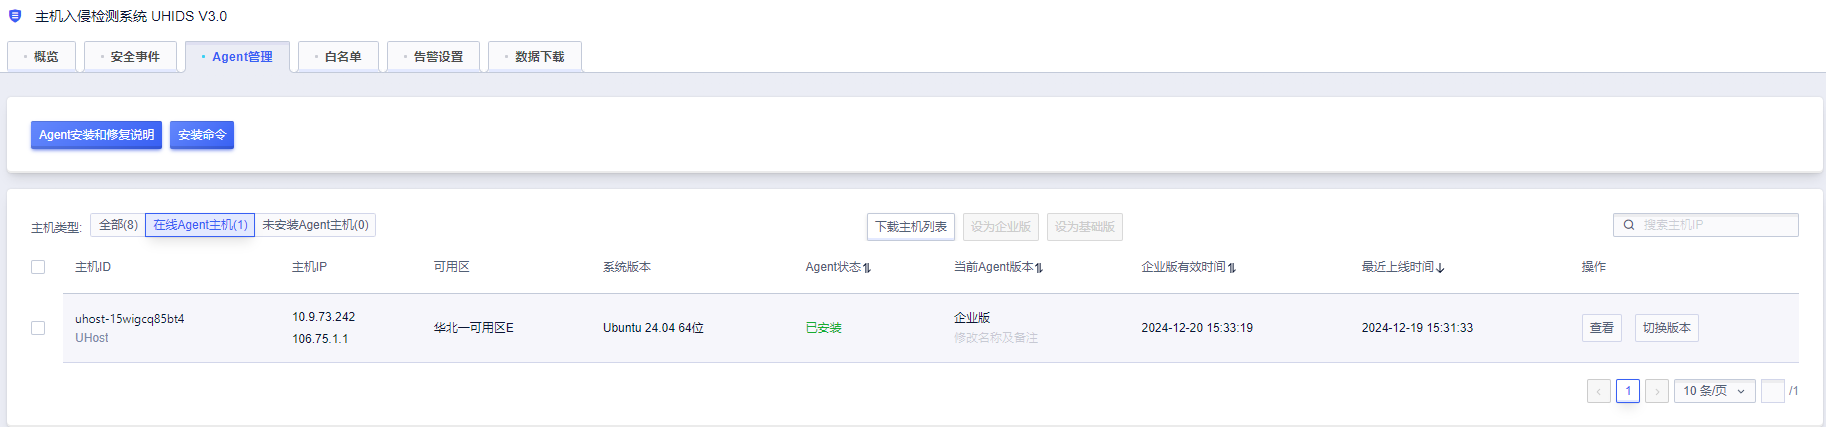 主机入侵检测系统 UHIDS V3.0
概览 安全事件 Agent管理 白名单 告警设置 数据下载
Agent安装和修复说明 安装命令
主机类型: 全部(8) 在线Agent主机(1) 未安装Agent主机(0) 下载主机列表 设为企业版 设为基础版 搜索主机IP
主机ID 主机IP 可用区 系统版本 Agent状态 当前Agent版本 企业版有效时间 最近上线时间 操作
uhost-15wigcq85bt4 10.9.73.242 华北一可用区E Ubuntu 24.04 64位 已安装 企业版 2024-12-20 15:33:19 2024-12-19 15:31:33 查看 切换版本
UHost 106.75.1.1 修改名称及备注
1 10 条/页 /1